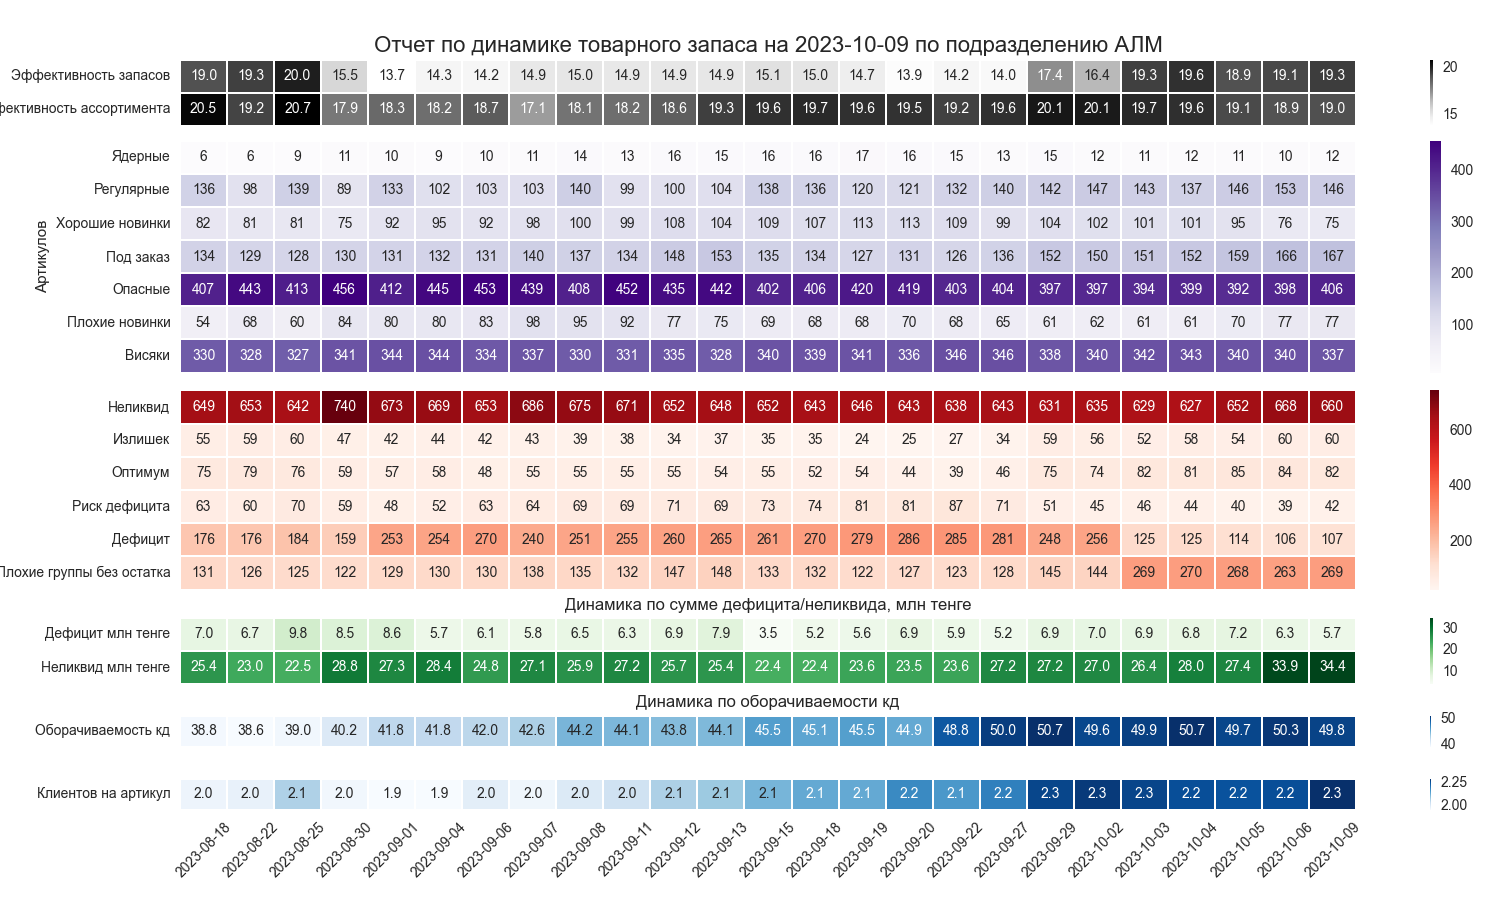 Отчет по динамике товарного запаса на 2023-10-09 по подразделению АЛМ
Эффективность запасов 19.0 19.3 20.0 15.5 13.7 14.3 14.2 14.9 15.0 14.9 14.9 14.9 15.1 15.0 14.7 13.9 14.2 14.0 17.4 16.4 19.3 19.6 18.9 19.1 19.3
фективность ассортимента 20.5 19.2 20.7 17.9 18.3 18.2 18.7 17.1 18.1 18.2 18.6 19.3 19.6 19.7 19.6 19.5 19.2 19.6 20.1 20.1 19.7 19.6 19.1 18.9 19.0
20
15
Артикулов
Ядерные 6 6 9 11 10 9 10 11 14 13 16 15 16 16 17 16 15 13 15 12 11 12 11 10 12
Регулярные 136 98 139 89 133 102 103 103 140 99 100 104 138 136 120 121 132 140 142 147 143 137 146 153 146
Хорошие новинки 82 81 81 75 92 95 92 98 100 99 108 104 109 107 113 113 109 99 104 102 101 101 95 76 75
Под заказ 134 129 128 130 131 132 131 140 137 134 148 153 135 134 127 131 126 136 152 150 151 152 159 166 167
Опасные 407 443 413 456 412 445 453 439 408 452 435 442 402 406 420 419 403 404 397 397 394 399 392 398 406
Плохие новинки 54 68 60 84 80 80 83 98 95 92 77 75 69 68 68 70 68 65 61 62 61 61 70 77 77
Висяки 330 328 327 341 344 344 334 337 330 331 335 328 340 339 341 336 346 346 338 340 342 343 340 340 337
400
300
200
100
Неликвид 649 653 642 740 673 669 653 686 675 671 652 648 652 643 646 643 638 643 631 635 629 627 652 668 660
Излишек 55 59 60 47 42 44 42 43 39 38 34 37 35 35 24 25 27 34 59 56 52 58 54 60 60
Оптимум 75 79 76 59 57 58 48 55 55 55 55 54 55 52 54 44 39 46 75 74 82 81 85 84 82
Риск дефицита 63 60 70 59 48 52 63 64 69 69 71 69 73 74 81 81 87 71 51 45 46 44 40 39 42
Дефицит 176 176 184 159 253 254 270 240 251 255 260 265 261 270 279 286 285 281 248 256 125 125 114 106 107
Плохие группы без остатка 131 126 125 122 129 130 130 138 135 132 147 148 133 132 122 127 123 128 145 144 269 270 268 263 269
600
400
200
Динамика по сумме дефицита/неликвида, млн тенге
Дефицит млн тенге 7.0 6.7 9.8 8.5 8.6 5.7 6.1 5.8 6.5 6.3 6.9 7.9 3.5 5.2 5.6 6.9 5.9 5.2 6.9 7.0 6.9 6.8 7.2 6.3 5.7
Неликвид млн тенге 25.4 23.0 22.5 28.8 27.3 28.4 24.8 27.1 25.9 27.2 25.7 25.4 22.4 22.4 23.6 23.5 23.6 27.2 27.2 27.0 26.4 28.0 27.4 33.9 34.4
30
20
10
Динамика по оборачиваемости кд
Оборачиваемость кд 38.8 38.6 39.0 40.2 41.8 41.8 42.0 42.6 44.2 44.1 43.8 44.1 45.5 45.1 45.5 44.9 48.8 50.0 50.7 49.6 49.9 50.7 49.7 50.3 49.8
50
40
Клиентов на артикул 2.0 2.0 2.1 2.0 1.9 1.9 2.0 2.0 2.0 2.0 2.1 2.1 2.1 2.1 2.1 2.2 2.1 2.2 2.3 2.3 2.3 2.2 2.2 2.2 2.3
2.25
2.00
2023-08-18 2023-08-22 2023-08-25 2023-08-30 2023-09-01 2023-09-04 2023-09-06 2023-09-07 2023-09-08 2023-09-11 2023-09-12 2023-09-13 2023-09-15 2023-09-18 2023-09-19 2023-09-20 2023-09-22 2023-09-27 2023-09-29 2023-10-02 2023-10-03 2023-10-04 2023-10-05 2023-10-06 2023-10-09